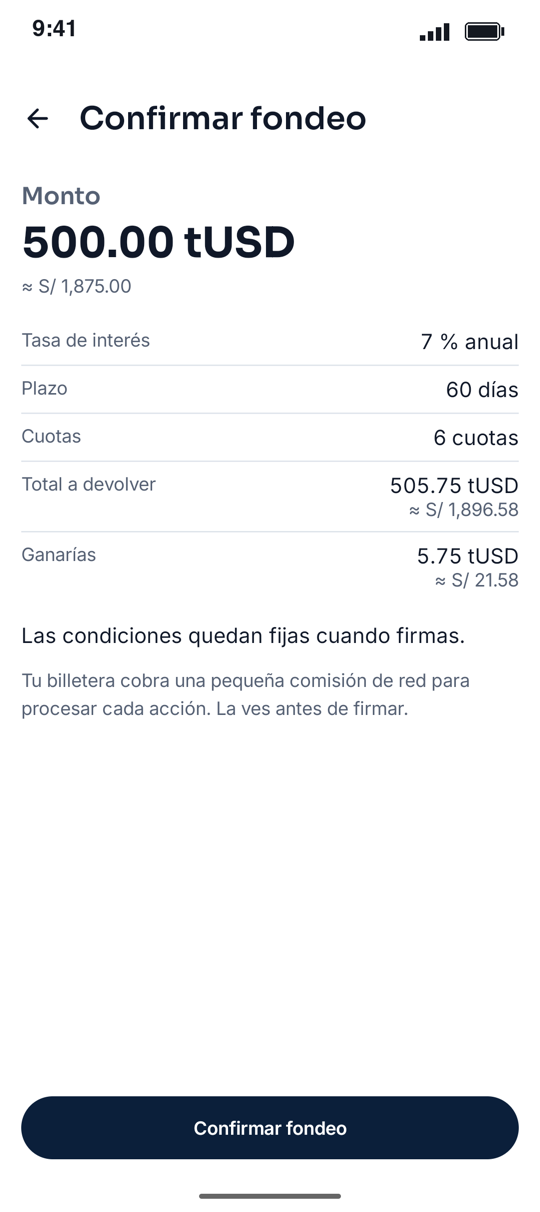 9:41
Confirmar fondeo
Monto
500.00 tUSD
≈ S/ 1,875.00
Tasa de interés 7 % anual
Plazo 60 días
Cuotas 6 cuotas
Total a devolver 505.75 tUSD
≈ S/ 1,896.58
Ganarías 5.75 tUSD
≈ S/ 21.58
Las condiciones quedan fijas cuando firmas.
Tu billetera cobra una pequeña comisión de red para
procesar cada acción. La ves antes de firmar.
Confirmar fondeo